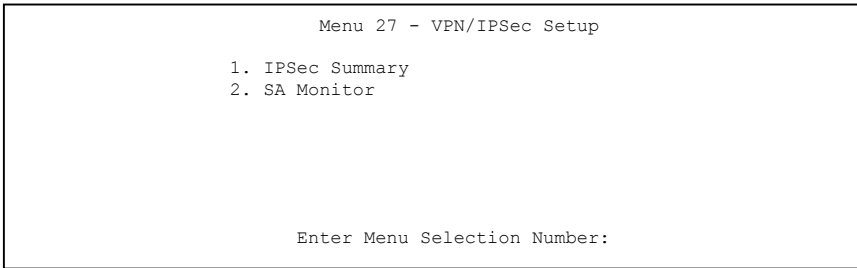 Menu 27 - VPN/IPSec Setup
1. IPSec Summary
2. SA Monitor
Enter Menu Selection Number: